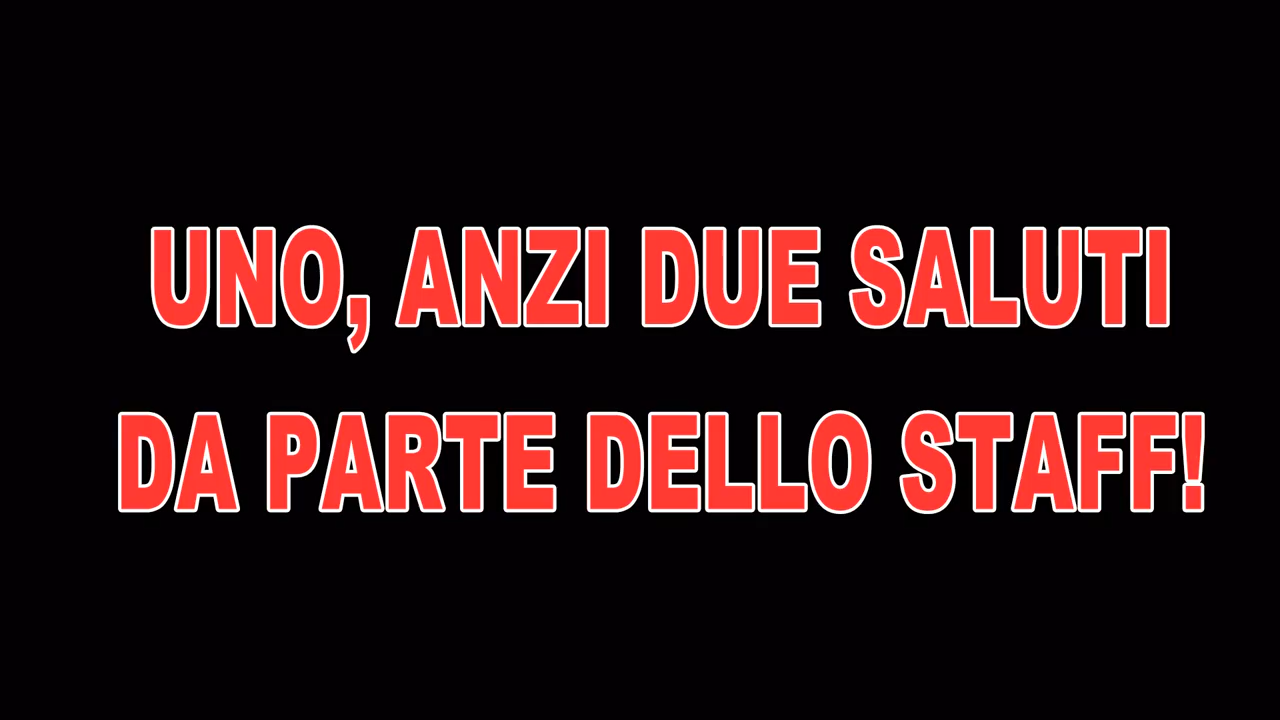 UNO, ANZI DUE SALUTI
DA PARTE DELLO STAFF!